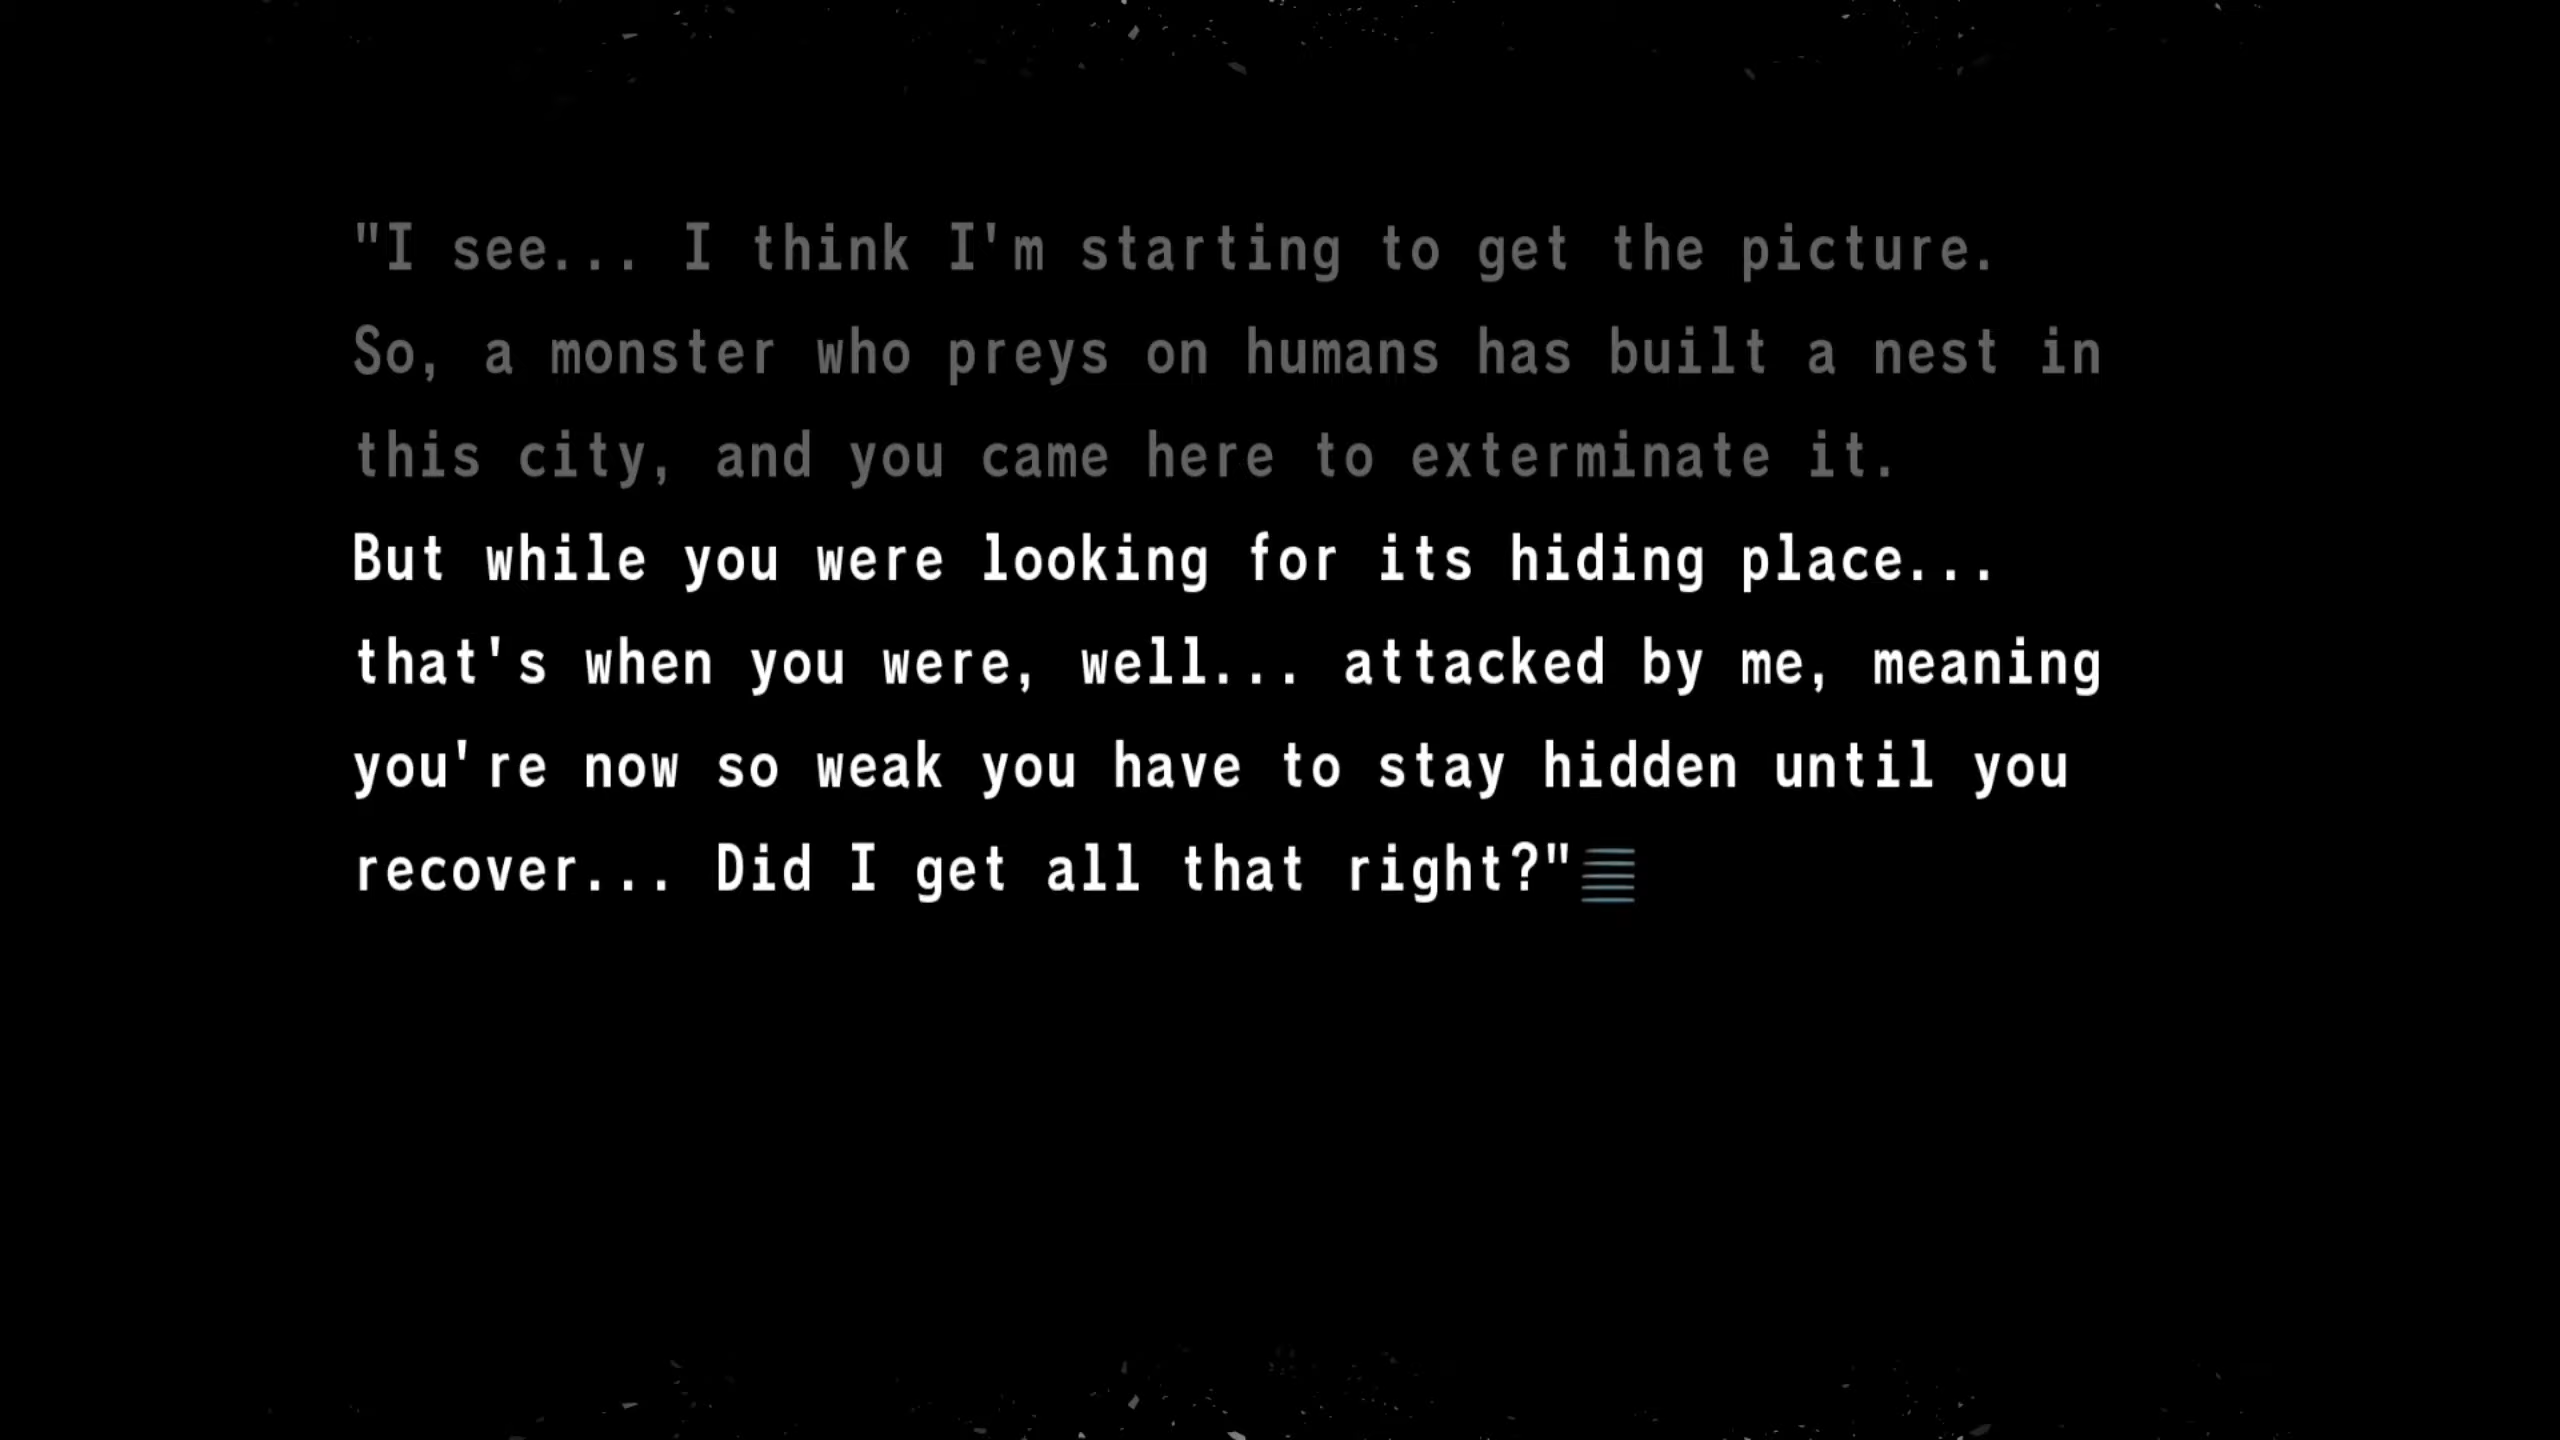 "I see... I think I'm starting to get the picture.
So, a monster who preys on humans has built a nest in
this city, and you came here to exterminate it.
But while you were looking for its hiding place...
that's when you were, well... attacked by me, meaning
you're now so weak you have to stay hidden until you
recover... Did I get all that right?"